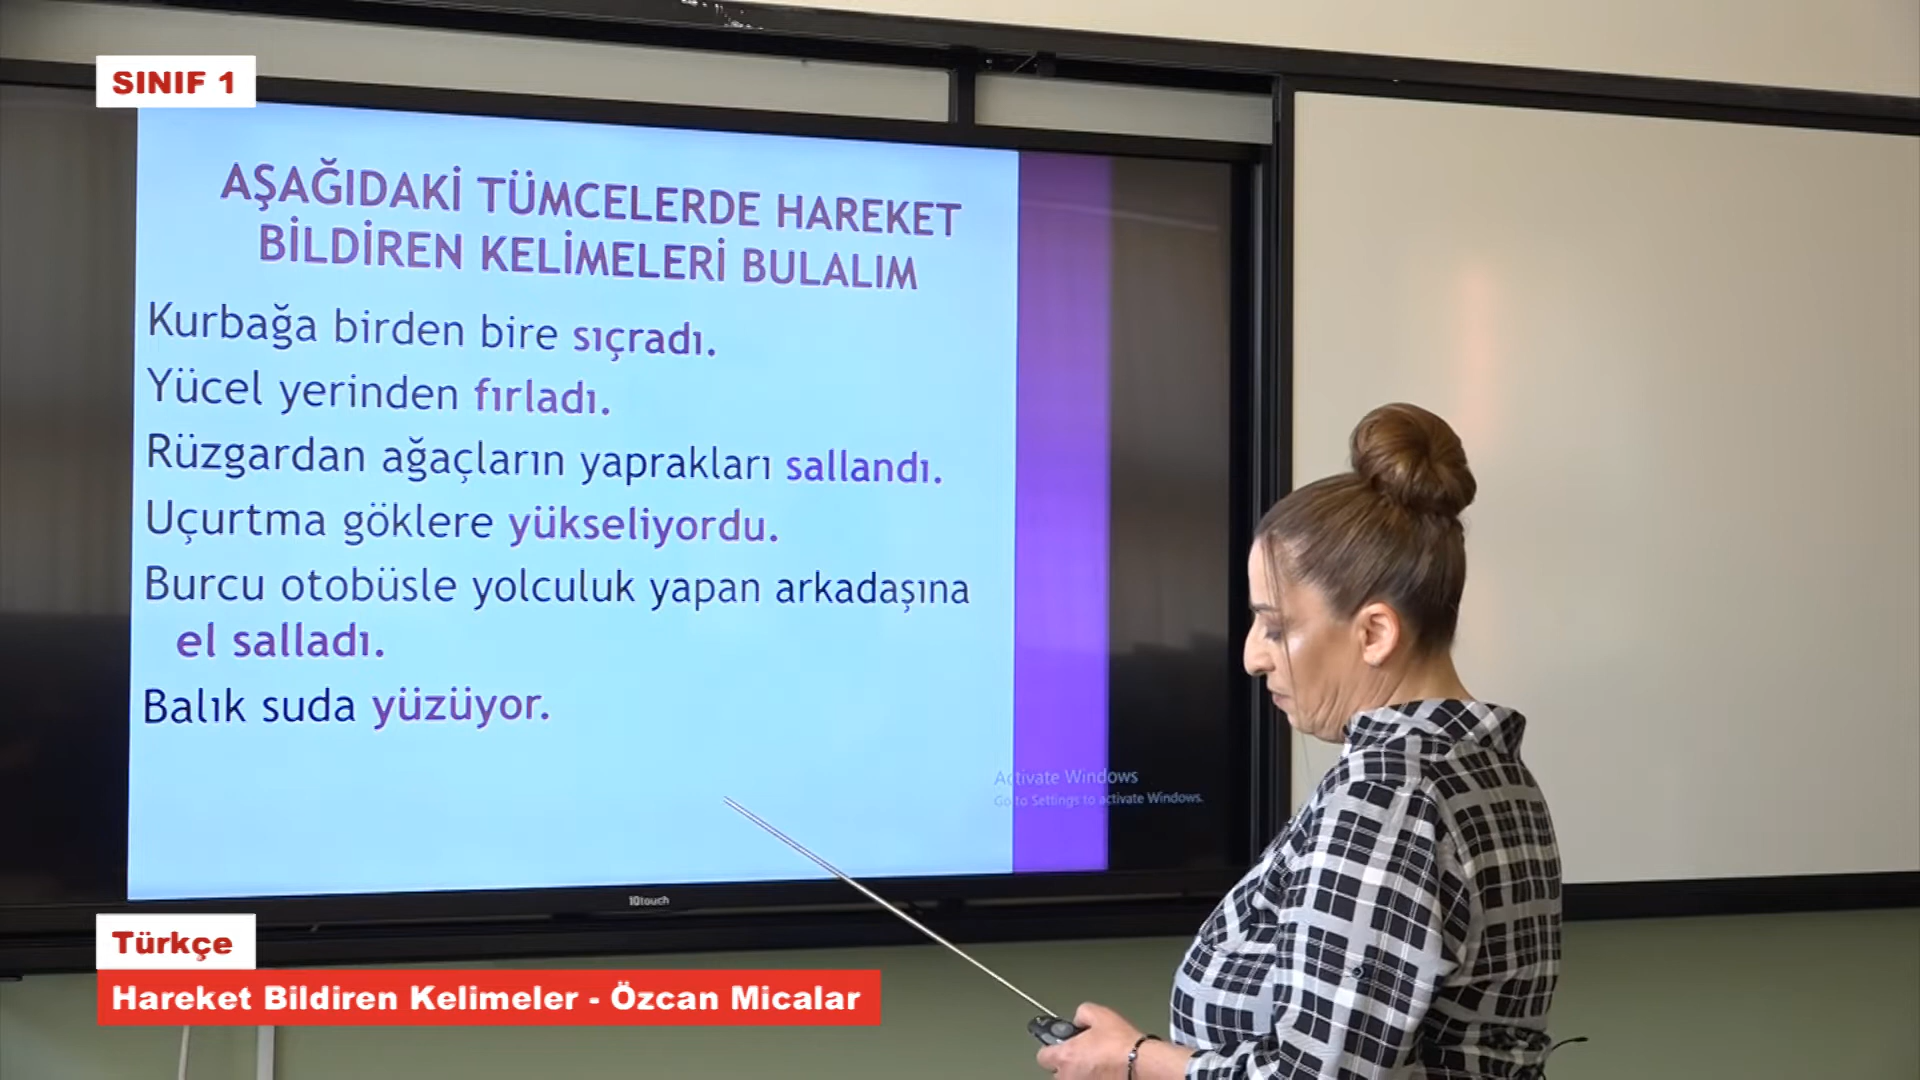 SINIF 1
AŞAĞIDAKİ TÜMCELERDE HAREKET
BİLDİREN KELİMELERİ BULALIM
Kurbağa birden bire sıçradı.
Yücel yerinden fırladı.
Rüzgardan ağaçların yaprakları sallandı.
Uçurtma göklere yükseliyordu.
Burcu otobüsle yolculuk yapan arkadaşına
el salladı.
Balık suda yüzüyor.
Activate Windows
Go to Settings to activate Windows.
10touch
Türkçe
Hareket Bildiren Kelimeler - Özcan Micalar